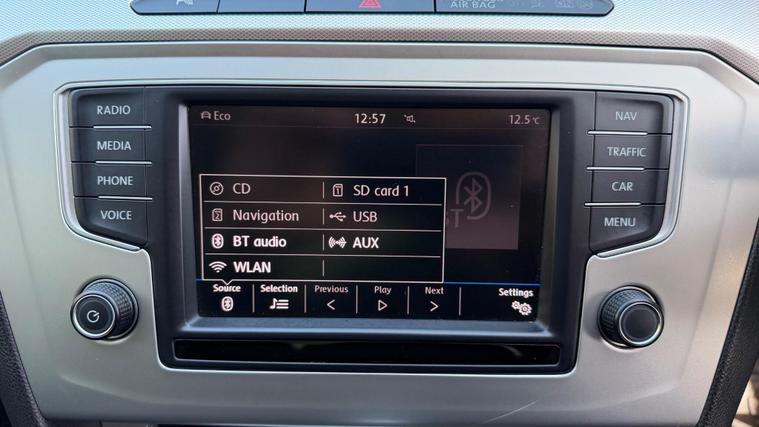 AIR BAG
RADIO
MEDIA
PHONE
VOICE
Eco
12:57
12.5°C
CD
SD card 1
Navigation
USB
BT audio
AUX
WLAN
BT
Source
Selection
Previous
Play
Next
Settings
NAV
TRAFFIC
CAR
MENU